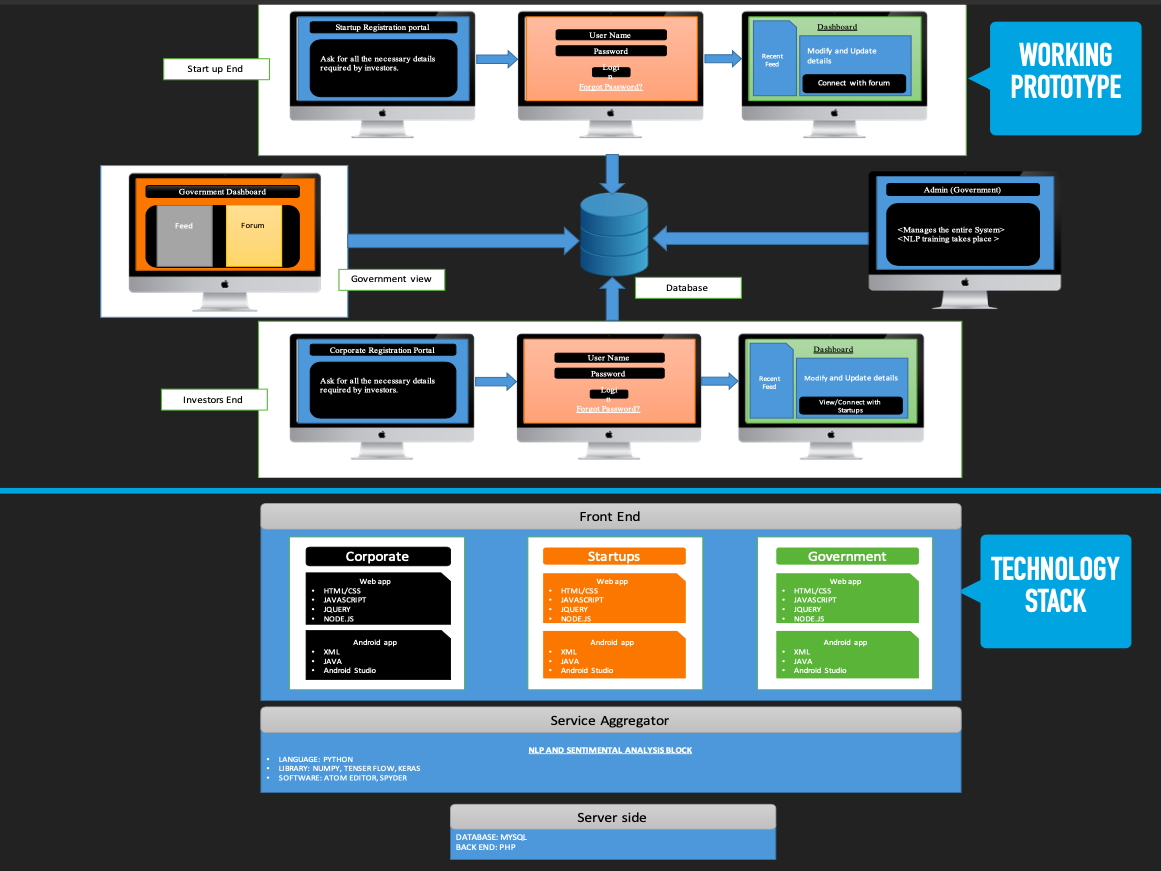 Startup Registration portal
Ask for all the necessary details
required by investors.
User Name
Password
Logi
n
Forgot Password?
Dashboard
Recent
Feed
Modify and Update
details
Connect with forum
Start up End
WORKING
PROTOTYPE
Government Dashboard
Feed
Forum
Government view
Database
Admin (Government)
<Manages the entire System>
<NLP training takes place >
Corporate Registration Portal
Ask for all the necessary details
required by investors.
User Name
Password
Logi
n
Forgot Password?
Dashboard
Recent
Feed
Modify and Update details
View/Connect with
Startups
Investors End
Front End
Corporate
Web app
• HTML/CSS
• JAVASCRIPT
• JQUERY
• NODE.JS
Android app
• XML
• JAVA
• Android Studio
Startups
Web app
• HTML/CSS
• JAVASCRIPT
• JQUERY
• NODE.JS
Android app
• XML
• JAVA
• Android Studio
Government
Web app
• HTML/CSS
• JAVASCRIPT
• JQUERY
• NODE.JS
Android app
• XML
• JAVA
• Android Studio
TECHNOLOGY
STACK
Service Aggregator
NLP AND SENTIMENTAL ANALYSIS BLOCK
• LANGUAGE: PYTHON
• LIBRARY: NUMPY, TENSER FLOW, KERAS
• SOFTWARE: ATOM EDITOR, SPYDER
Server side
DATABASE: MYSQL
BACK END: PHP